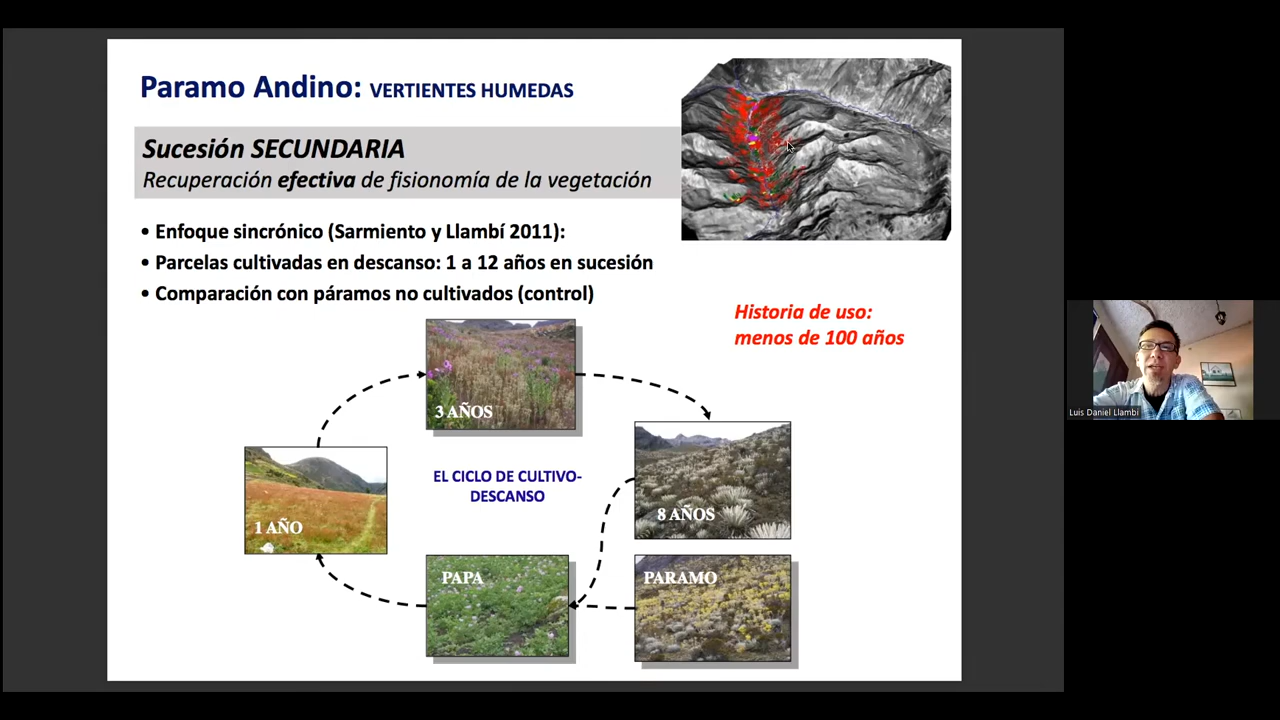 Paramo Andino: VERTIENTES HUMEDAS
Sucesión SECUNDARIA
Recuperación efectiva de fisionomía de la vegetación
• Enfoque sincrónico (Sarmiento y Llambí 2011):
• Parcelas cultivadas en descanso: 1 a 12 años en sucesión
• Comparación con páramos no cultivados (control)
Historia de uso:
menos de 100 años
3 AÑOS
EL CICLO DE CULTIVO-
DESCANSO
8 AÑOS
1 AÑO
PAPA
PARAMO
Luis Daniel Llambi